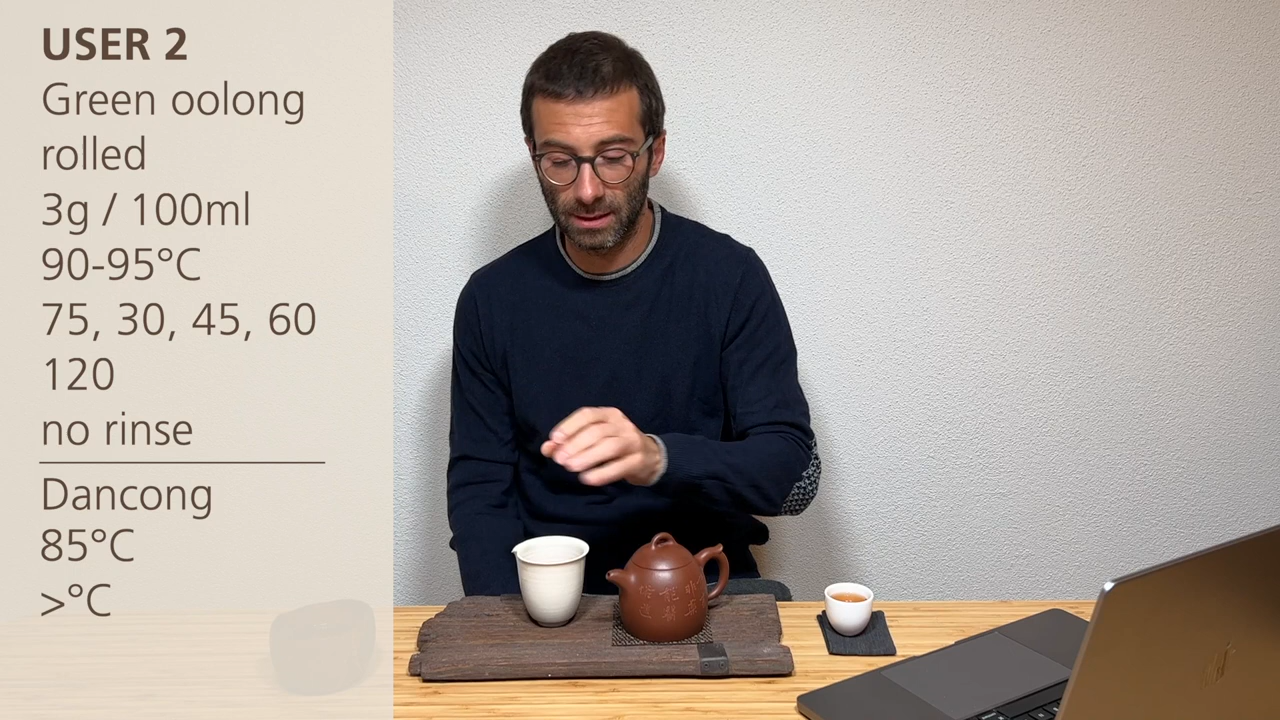 USER 2
Green oolong
rolled
3g / 100ml
90-95°C
75, 30, 45, 60
120
no rinse
Dancong
85°C
>°C